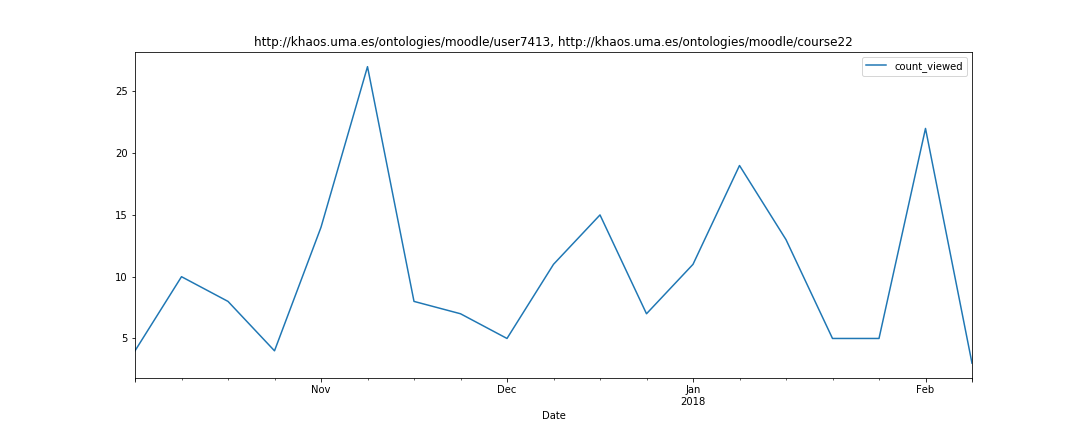 http://khaos.uma.es/ontologies/moodle/user7413, http://khaos.uma.es/ontologies/moodle/course22
count_viewed
25
20
15
10
5
Nov
Dec
Jan
2018
Feb
Date